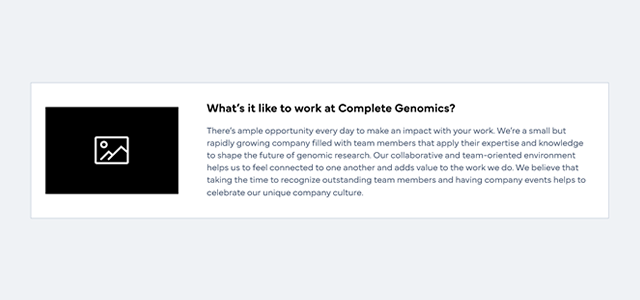 What's it like to work at Complete Genomics?
There's ample opportunity every day to make an impact with your work. We're a small but
rapidly growing company filled with team members that apply their expertise and knowledge
to shape the future of genomic research. Our collaborative and team-oriented environment
helps us to feel connected to one another and adds value to the work we do. We believe that
taking the time to recognize outstanding team members and having company events helps to
celebrate our unique company culture.